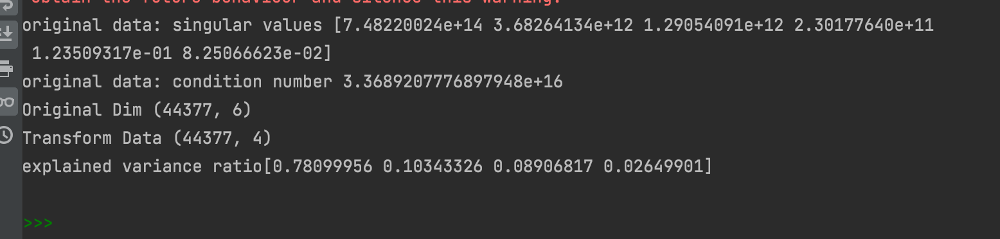 obtain the future behaviour and silence this warning.
original data: singular values [7.48220024e+14 3.68264134e+12 1.29054091e+12 2.30177640e+11
 1.23509317e-01 8.25066623e-02]
original data: condition number 3.3689207776897948e+16
Original Dim (44377, 6)
Transform Data (44377, 4)
explained variance ratio[0.78099956 0.10343326 0.08906817 0.02649901]
>>>